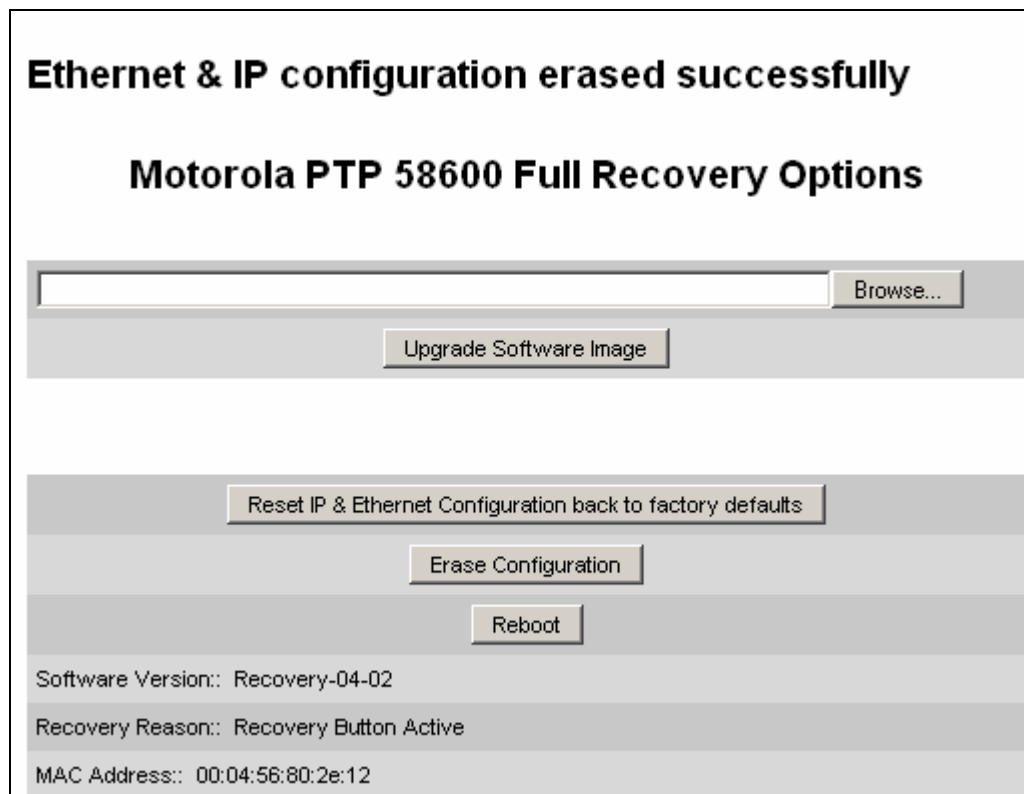 Ethernet & IP configuration erased successfully
Motorola PTP 58600 Full Recovery Options
Browse...
Upgrade Software Image
Reset IP & Ethernet Configuration back to factory defaults
Erase Configuration
Reboot
Software Version:: Recovery-04-02
Recovery Reason:: Recovery Button Active
MAC Address:: 00:04:56:80:2e:12